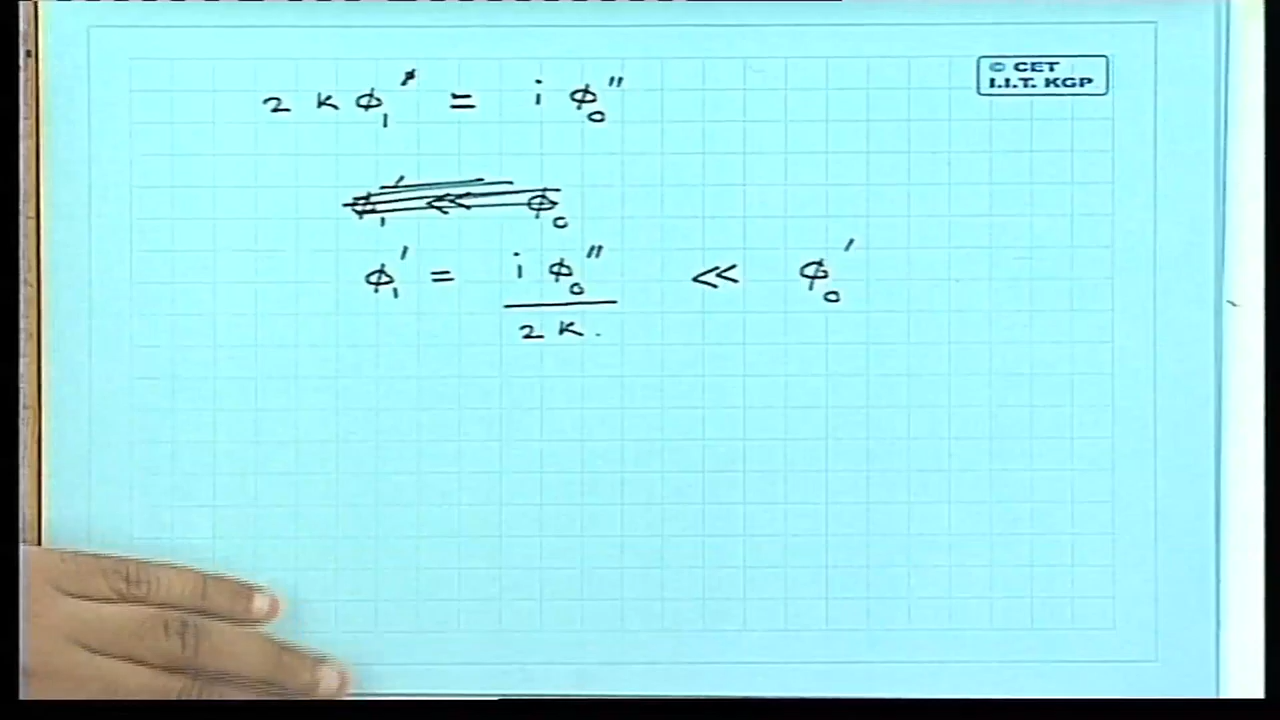 © CET
I.I.T. KGP
2 k ϕ₁′ = i ϕ₀″
ϕ₁′ << ϕ₀
ϕ₁′ = i ϕ₀″ / 2 k. << ϕ₀′